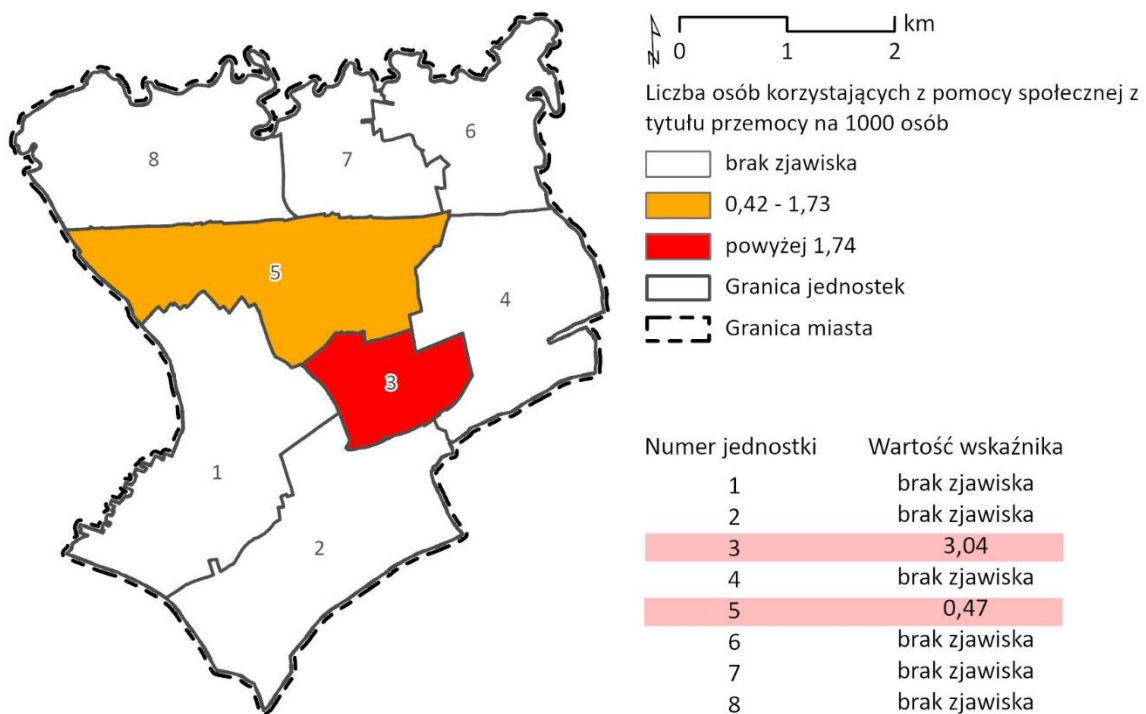 km
0 1 2
Liczba osób korzystających z pomocy społecznej z
tytułu przemocy na 1000 osób
brak zjawiska
0,42 - 1,73
powyżej 1,74
Granica jednostek
Granica miasta
6
7
8
5
4
3
1
2
Numer jednostki Wartość wskaźnika
1 brak zjawiska
2 brak zjawiska
3 3,04
4 brak zjawiska
5 0,47
6 brak zjawiska
7 brak zjawiska
8 brak zjawiska